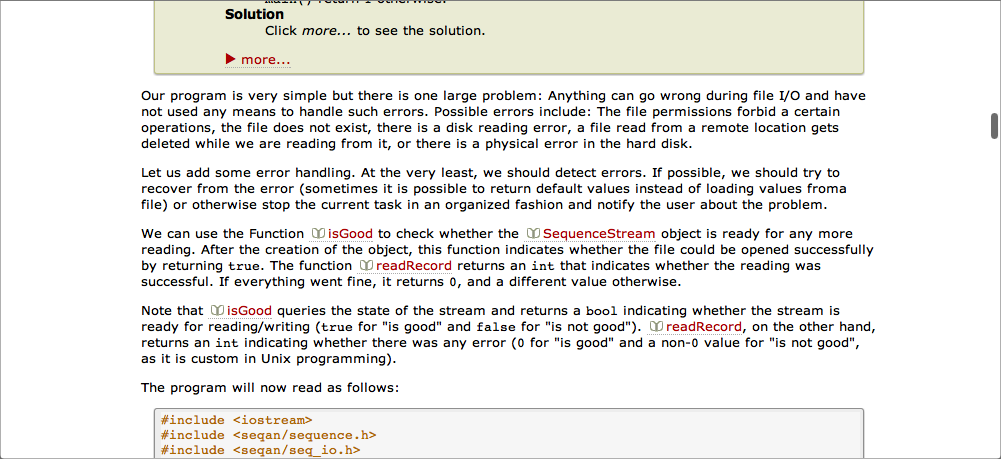 main() return 1 otherwise.
Solution
Click more... to see the solution.
more...
Our program is very simple but there is one large problem: Anything can go wrong during file I/O and have
not used any means to handle such errors. Possible errors include: The file permissions forbid a certain
operations, the file does not exist, there is a disk reading error, a file read from a remote location gets
deleted while we are reading from it, or there is a physical error in the hard disk.
Let us add some error handling. At the very least, we should detect errors. If possible, we should try to
recover from the error (sometimes it is possible to return default values instead of loading values froma
file) or otherwise stop the current task in an organized fashion and notify the user about the problem.
We can use the Function isGood to check whether the SequenceStream object is ready for any more
reading. After the creation of the object, this function indicates whether the file could be opened successfully
by returning true. The function readRecord returns an int that indicates whether the reading was
successful. If everything went fine, it returns 0, and a different value otherwise.
Note that isGood queries the state of the stream and returns a bool indicating whether the stream is
ready for reading/writing (true for "is good" and false for "is not good"). readRecord, on the other hand,
returns an int indicating whether there was any error (0 for "is good" and a non-0 value for "is not good",
as it is custom in Unix programming).
The program will now read as follows:
#include <iostream>
#include <seqan/sequence.h>
#include <seqan/seq_io.h>